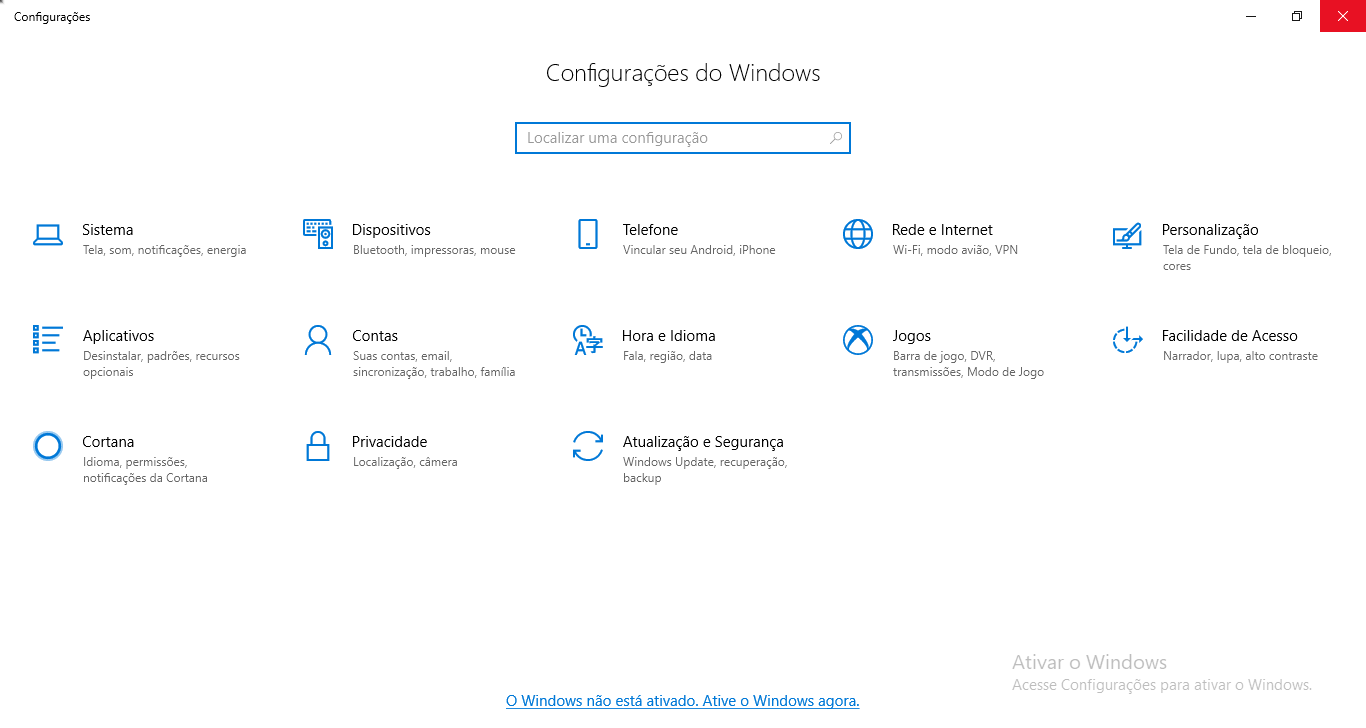 Configurações
Configurações do Windows
Localizar uma configuração
Sistema
Tela, som, notificações, energia
Dispositivos
Bluetooth, impressoras, mouse
Telefone
Vincular seu Android, iPhone
Rede e Internet
Wi-Fi, modo avião, VPN
Personalização
Tela de Fundo, tela de bloqueio,
cores
Aplicativos
Desinstalar, padrões, recursos
opcionais
Contas
Suas contas, email,
sincronização, trabalho, família
Hora e Idioma
Fala, região, data
Jogos
Barra de jogo, DVR,
transmissões, Modo de Jogo
Facilidade de Acesso
Narrador, lupa, alto contraste
Cortana
Idioma, permissões,
notificações da Cortana
Privacidade
Localização, câmera
Atualização e Segurança
Windows Update, recuperação,
backup
Ativar o Windows
Acesse Configurações para ativar o Windows.
O Windows não está ativado. Ative o Windows agora.